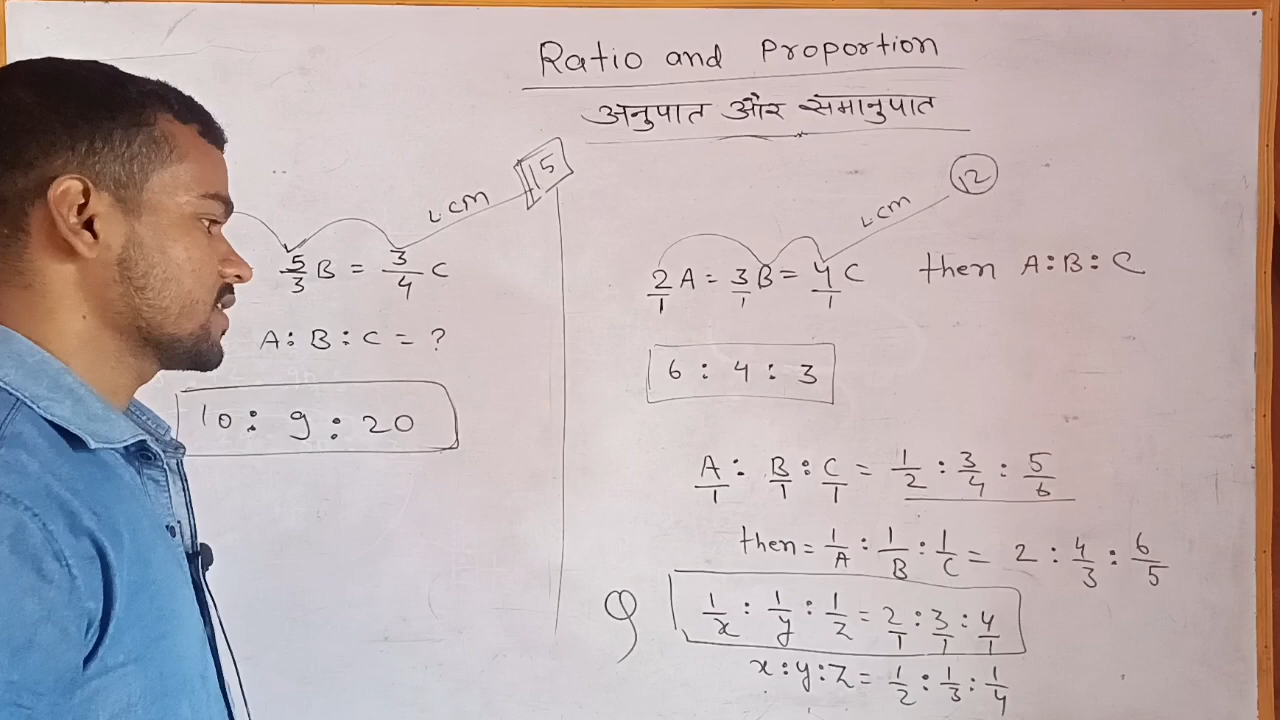 Ratio and Proportion
अनुपात और समानुपात
LCM 15
5/3 B = 3/4 C
A : B : C = ?
10 : 9 : 20
LCM 12
2/1 A = 3/1 B = 4/1 C then A : B : C
6 : 4 : 3
A/1 : B/1 : C/1 = 1/2 : 3/4 : 5/6
then = 1/A : 1/B : 1/C = 2 : 4/3 : 6/5
Q 1/x : 1/y : 1/z = 2/1 : 3/1 : 4/1
x : y : z = 1/2 : 1/3 : 1/4